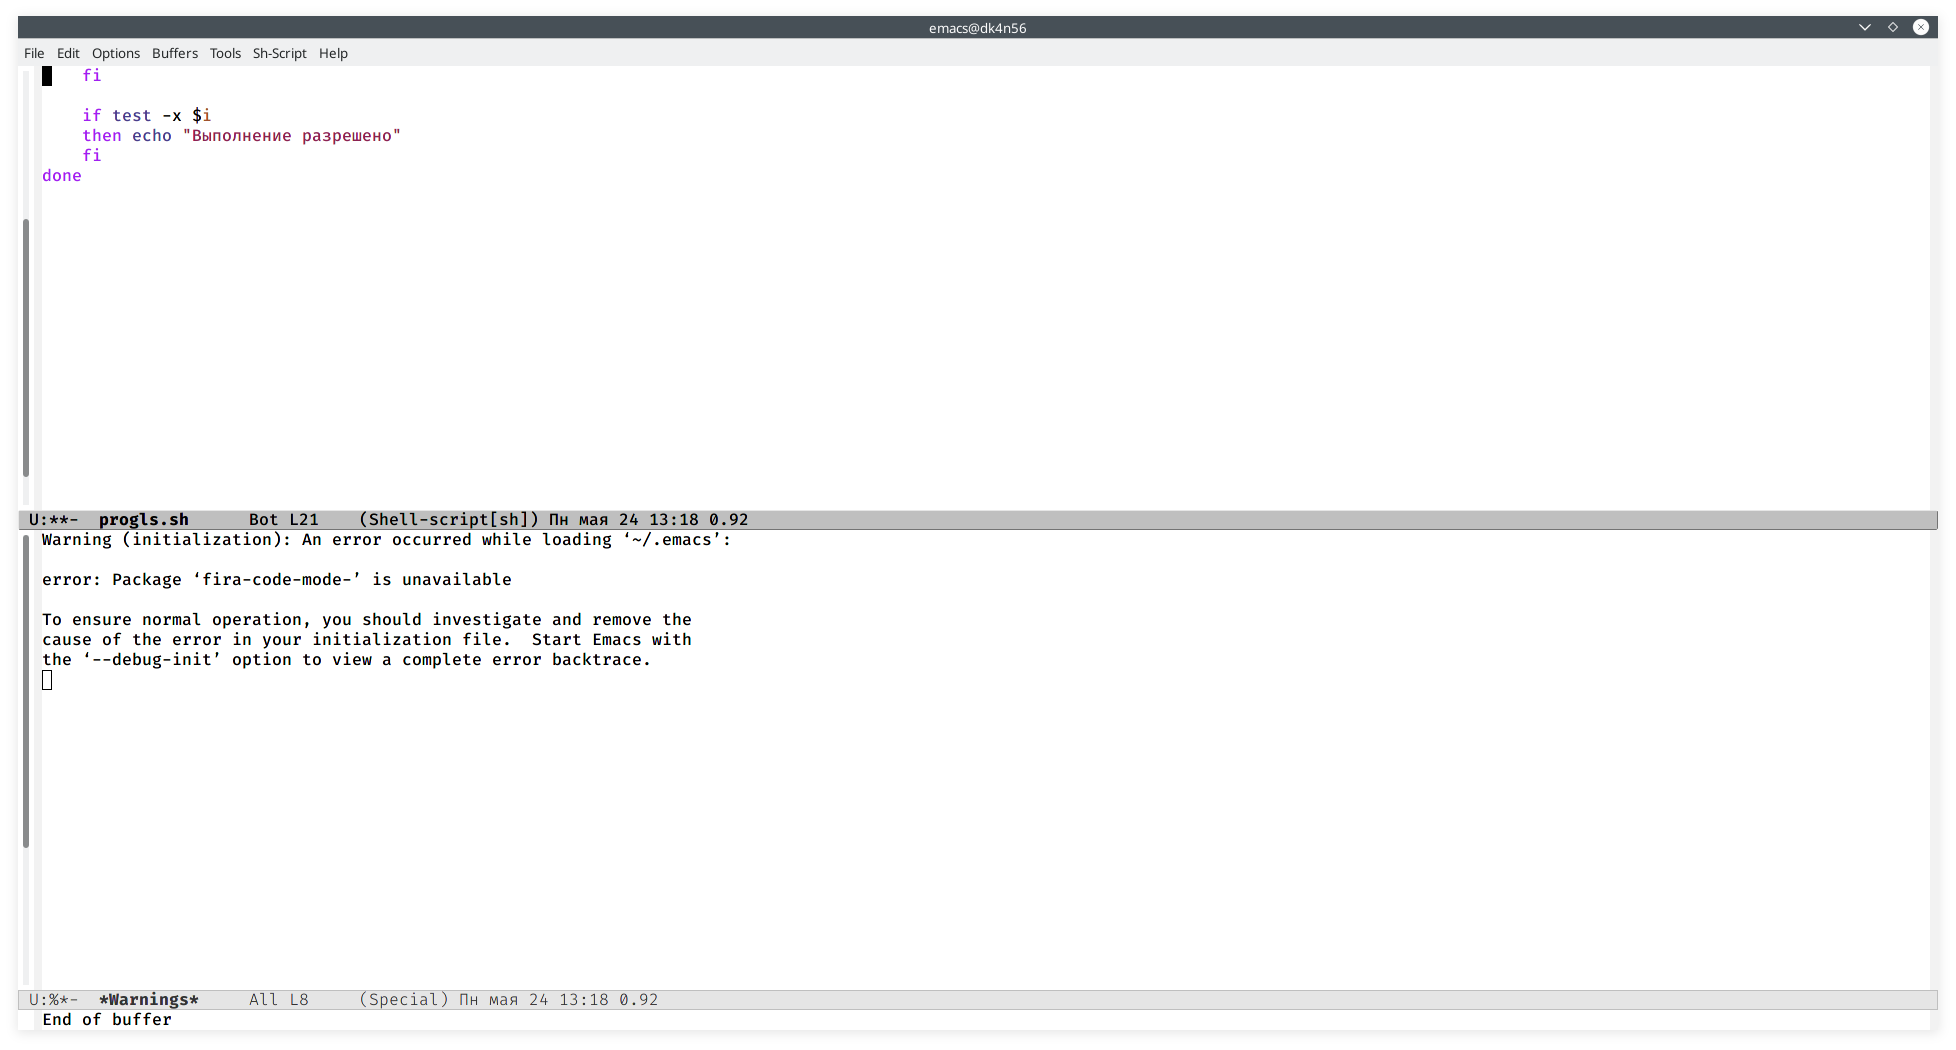 emacs@dk4n56
File Edit Options Buffers Tools Sh-Script Help
fi
if test -x $i
then echo "Выполнение разрешено"
fi
done
U:**-  progls.sh      Bot L21    (Shell-script[sh]) Пн мая 24 13:18 0.92
Warning (initialization): An error occurred while loading ‘~/.emacs’:
error: Package ‘fira-code-mode-’ is unavailable
To ensure normal operation, you should investigate and remove the
cause of the error in your initialization file.  Start Emacs with
the ‘--debug-init’ option to view a complete error backtrace.
U:%*-  *Warnings*     All L8     (Special) Пн мая 24 13:18 0.92
End of buffer